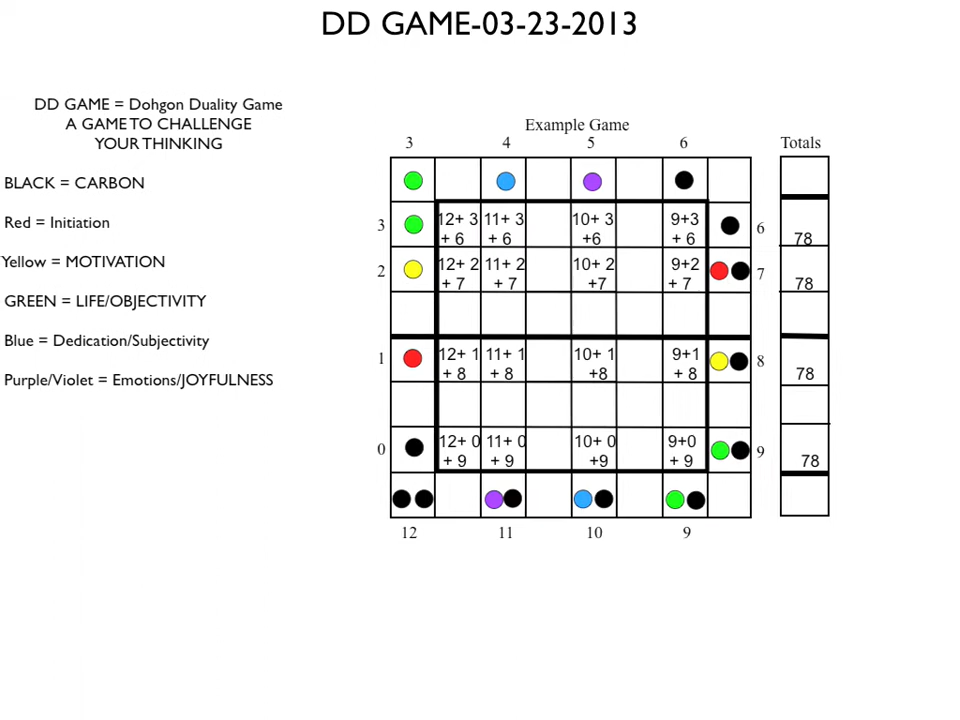 DD GAME-03-23-2013
DD GAME = Dohgon Duality Game
A GAME TO CHALLENGE
YOUR THINKING
BLACK = CARBON
Red = Initiation
Yellow = MOTIVATION
GREEN = LIFE/OBJECTIVITY
Blue = Dedication/Subjectivity
Purple/Violet = Emotions/JOYFULNESS
Example Game
3 4 5 6 Totals
3 12+ 3 11+ 3 10+ 3 9+3 6
+ 6 + 6 +6 + 6 78
2 12+ 2 11+ 2 10+ 2 9+2 7
+ 7 + 7 +7 + 7 78
1 12+ 1 11+ 1 10+ 1 9+1 8
+ 8 + 8 +8 + 8 78
0 12+ 0 11+ 0 10+ 0 9+0 9
+ 9 + 9 +9 + 9 78
12 11 10 9